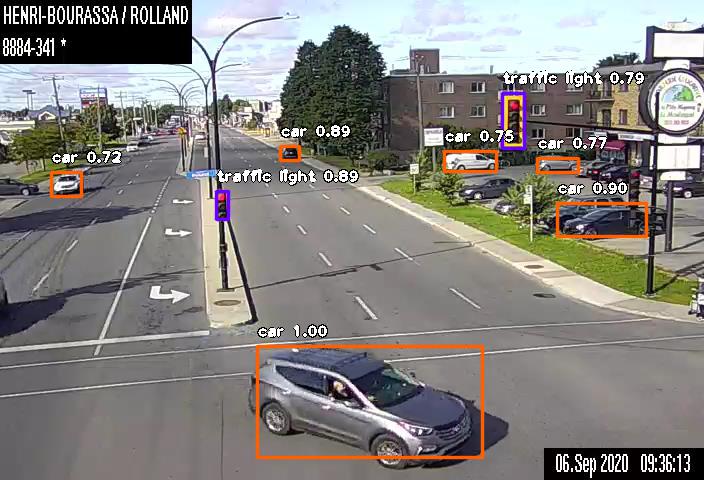 HENRI-BOURASSA / ROLLAND
8884-341 *
traffic light 0.79
car 0.89
car 0.75
car 0.77
car 0.72
traffic light 0.89
car 0.90
car 1.00
06.Sep 2020 09:36:13